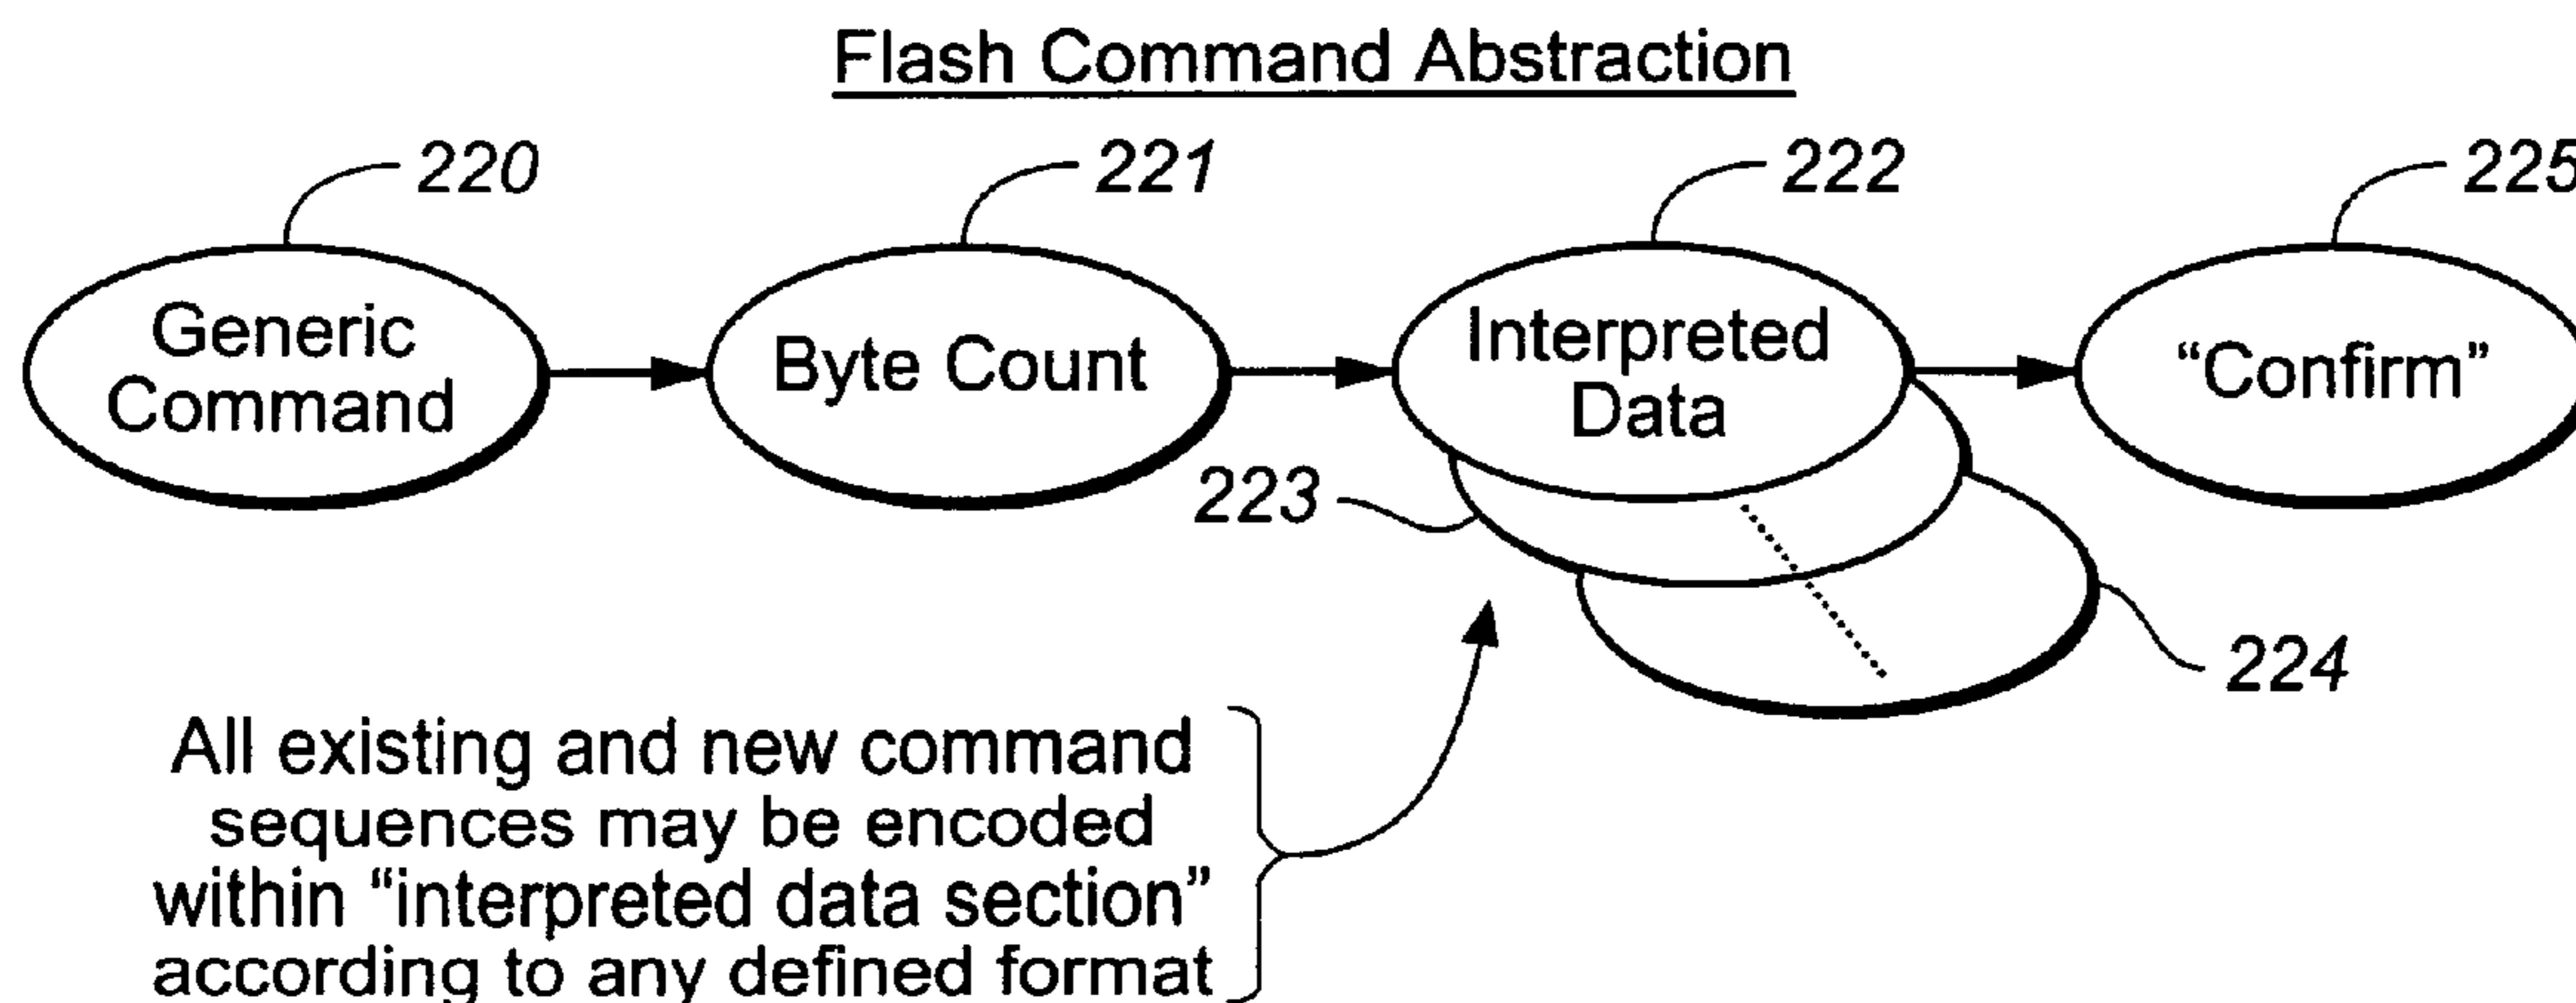 Flash Command Abstraction
220
221
222
225
Generic
Command
Byte Count
Interpreted
Data
“Confirm”
223
224
All existing and new command
sequences may be encoded
within “interpreted data section”
according to any defined format